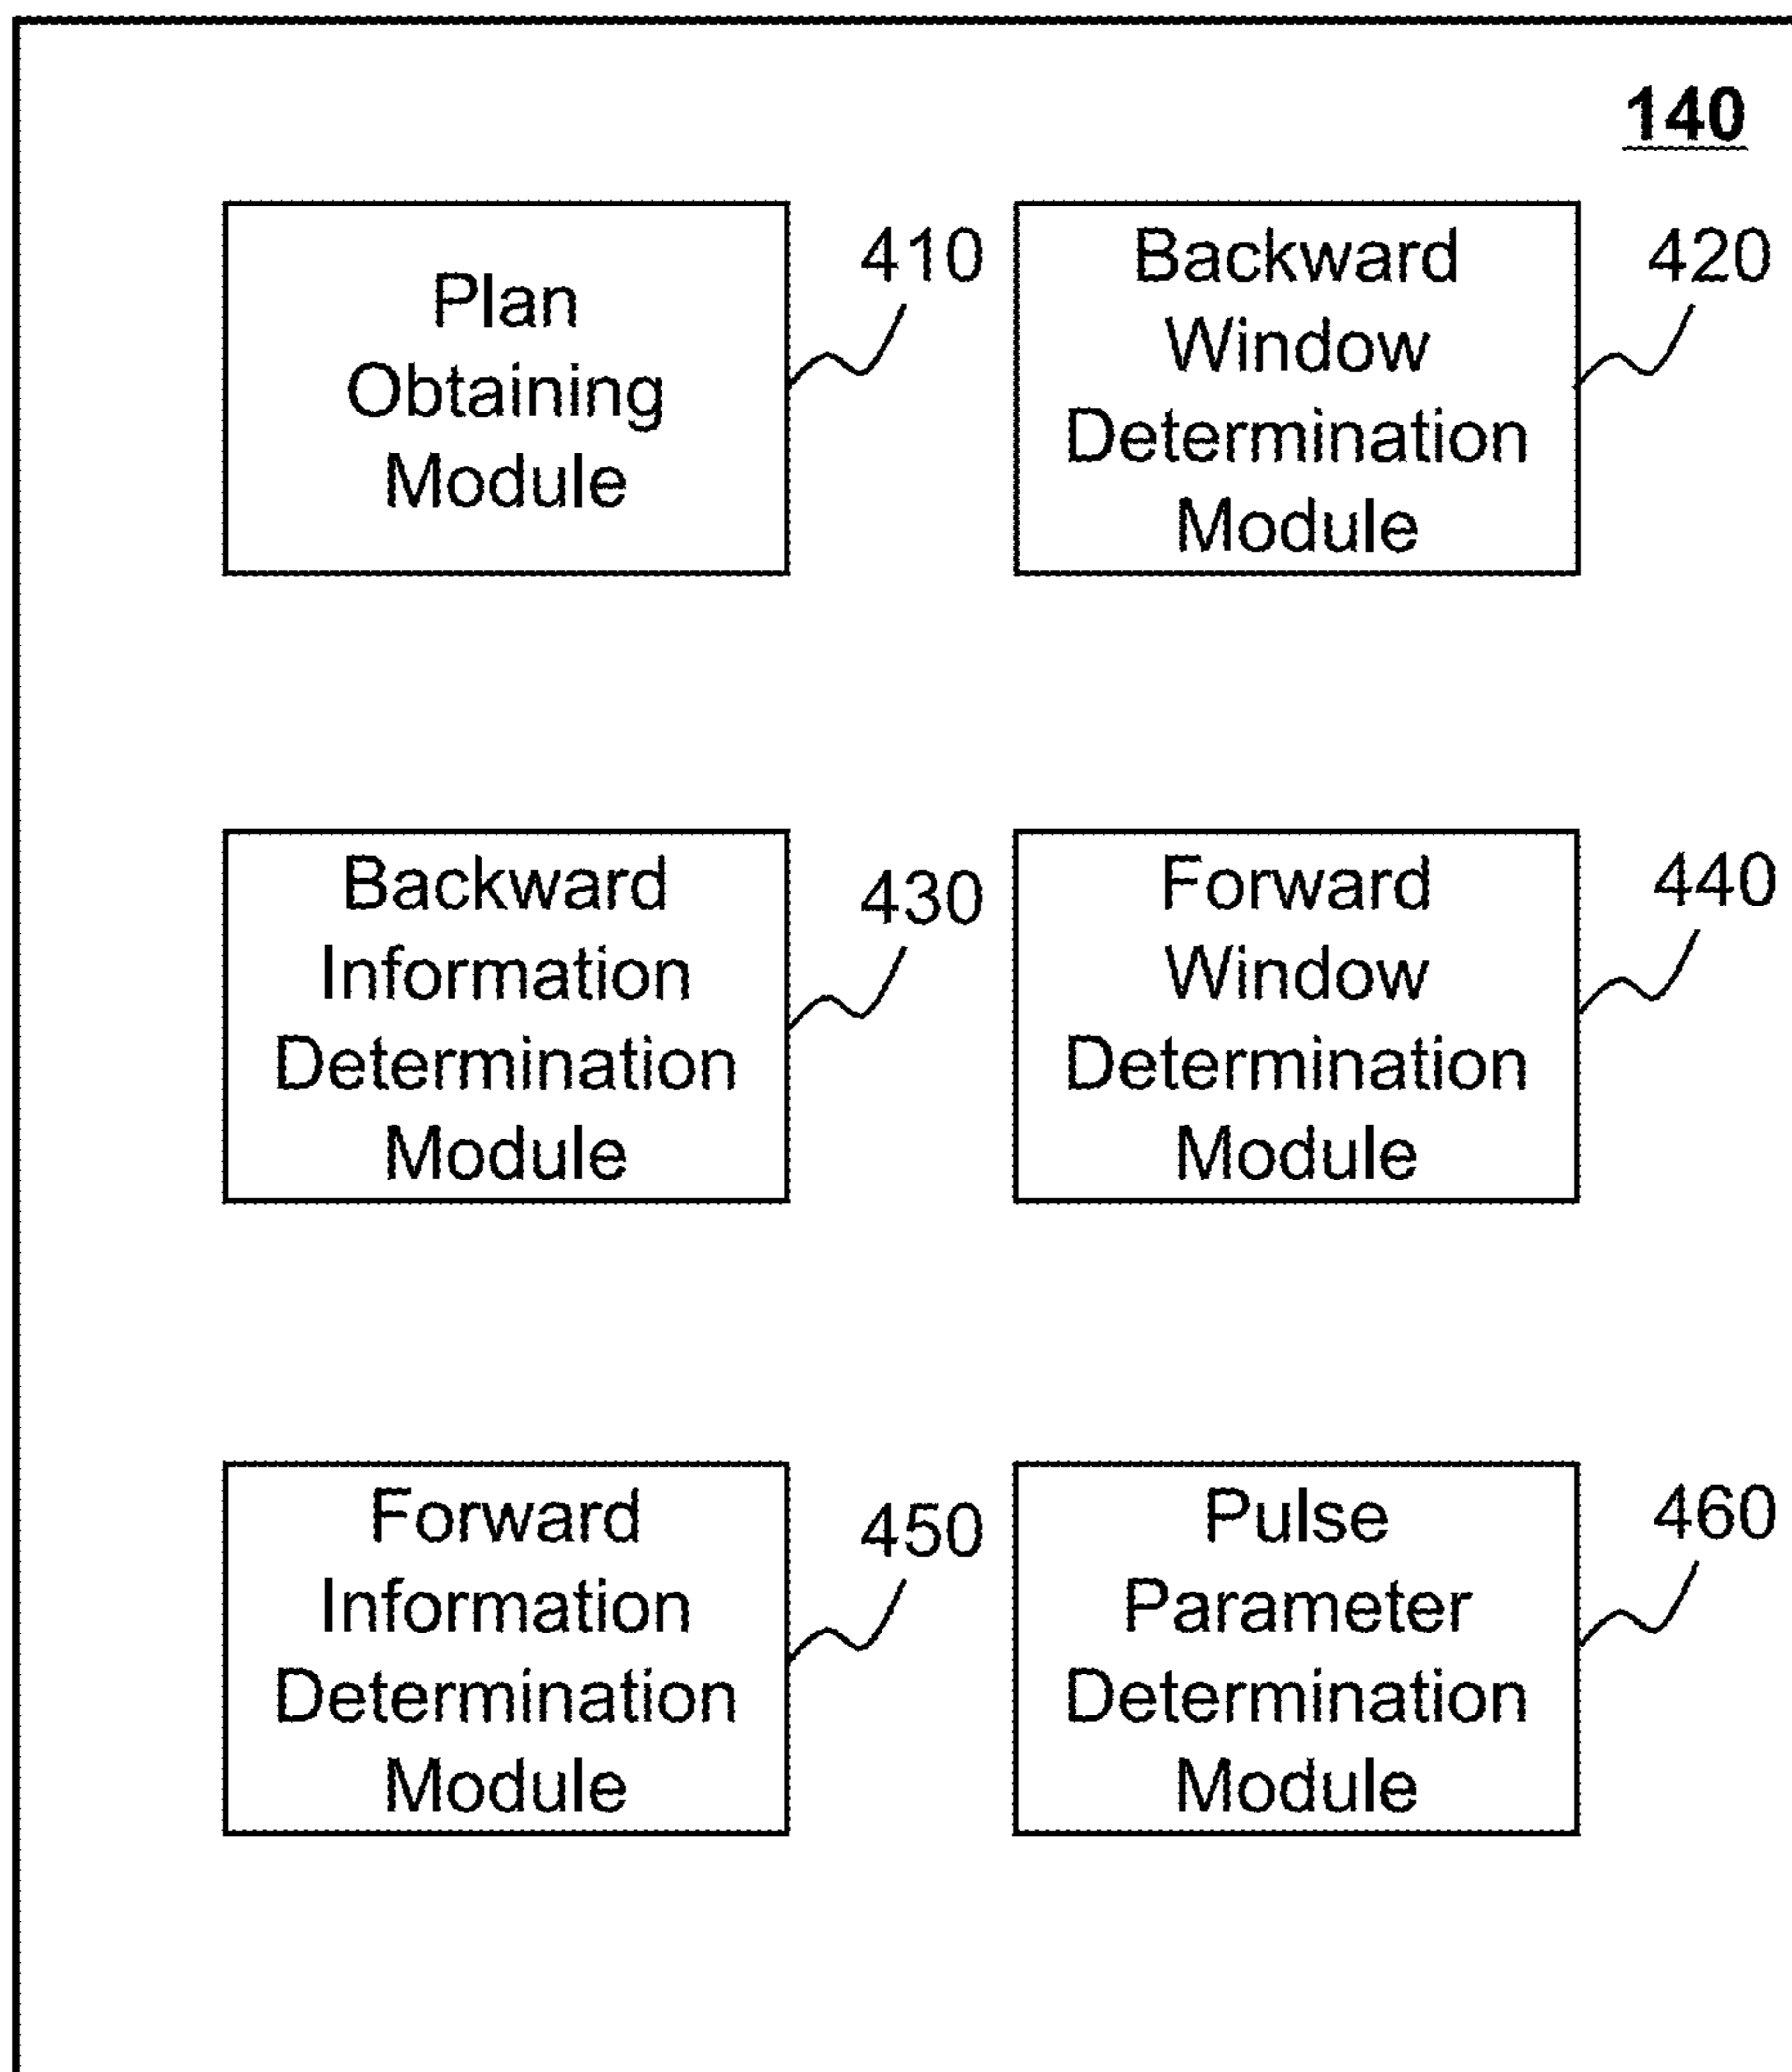 140
Plan
Obtaining
Module
410
Backward
Window
Determination
Module
420
Backward
Information
Determination
Module
430
Forward
Window
Determination
Module
440
Forward
Information
Determination
Module
450
Pulse
Parameter
Determination
Module
460